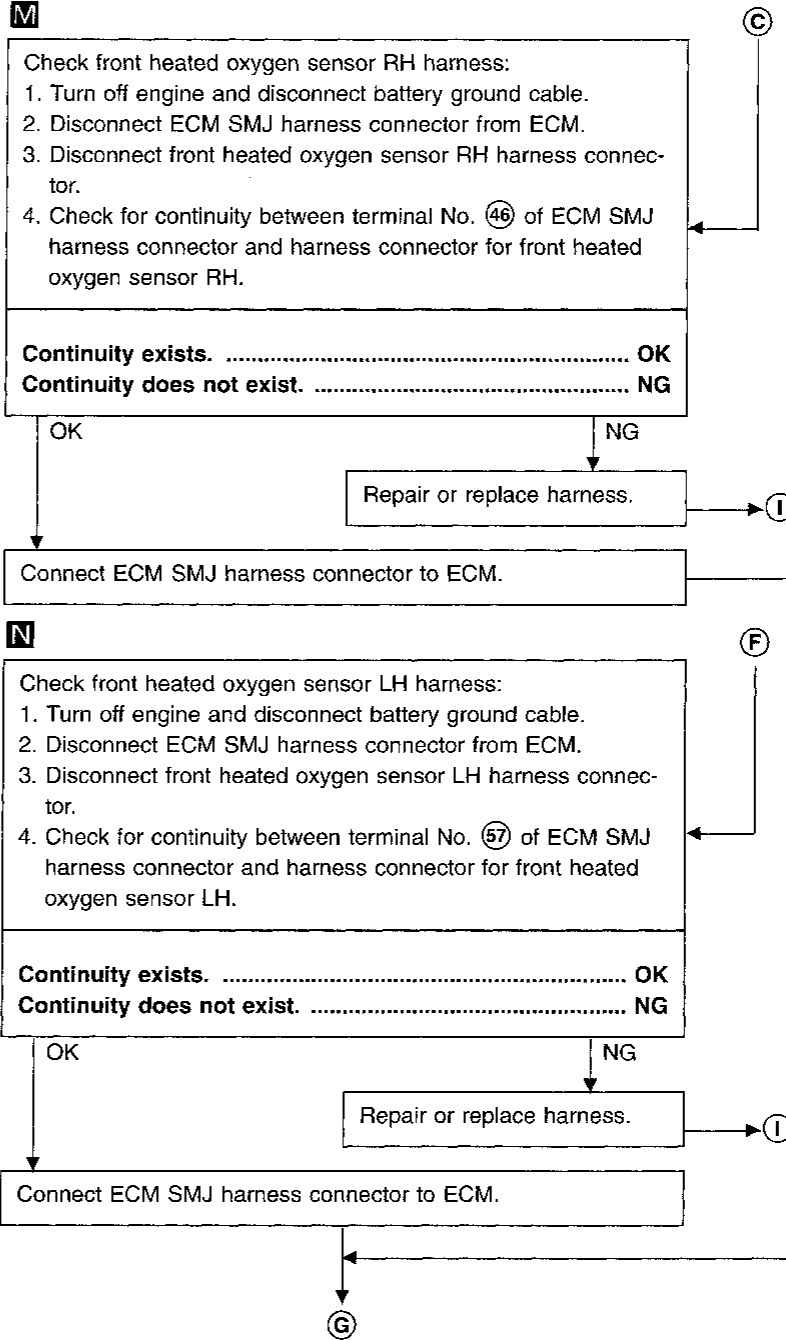 M
C
Check front heated oxygen sensor RH harness:
1. Turn off engine and disconnect battery ground cable.
2. Disconnect ECM SMJ harness connector from ECM.
3. Disconnect front heated oxygen sensor RH harness connec-
tor.
4. Check for continuity between terminal No. 46 of ECM SMJ
harness connector and harness connector for front heated
oxygen sensor RH.
Continuity exists. ................................................................ OK
Continuity does not exist. .................................................. NG
OK
NG
Repair or replace harness.
I
Connect ECM SMJ harness connector to ECM.
N
F
Check front heated oxygen sensor LH harness:
1. Turn off engine and disconnect battery ground cable.
2. Disconnect ECM SMJ harness connector from ECM.
3. Disconnect front heated oxygen sensor LH harness connec-
tor.
4. Check for continuity between terminal No. 57 of ECM SMJ
harness connector and harness connector for front heated
oxygen sensor LH.
Continuity exists. ................................................................ OK
Continuity does not exist. .................................................. NG
OK
NG
Repair or replace harness.
I
Connect ECM SMJ harness connector to ECM.
G